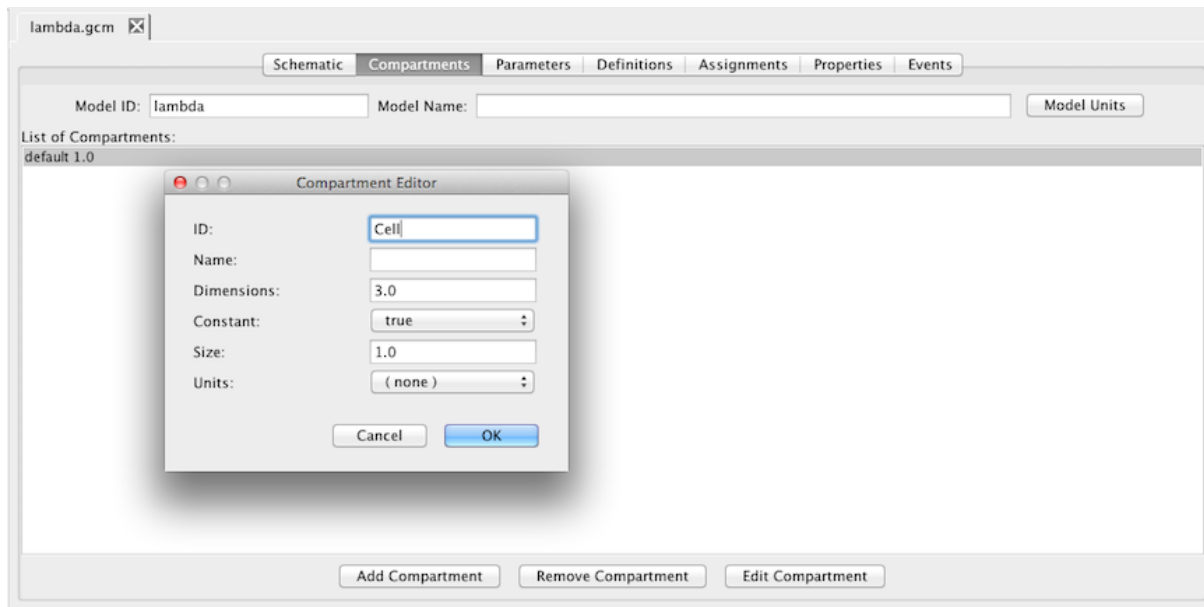 lambda.gcm
Schematic Compartments Parameters Definitions Assignments Properties Events
Model ID: lambda Model Name: Model Units
List of Compartments:
default 1.0
Compartment Editor
ID: Cell
Name:
Dimensions: 3.0
Constant: true
Size: 1.0
Units: ( none )
Cancel OK
Add Compartment Remove Compartment Edit Compartment